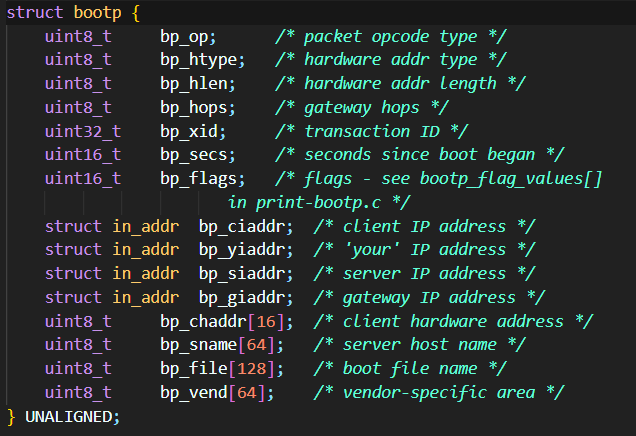 struct bootp {
    uint8_t     bp_op;      /* packet opcode type */
    uint8_t     bp_htype;   /* hardware addr type */
    uint8_t     bp_hlen;    /* hardware addr length */
    uint8_t     bp_hops;    /* gateway hops */
    uint32_t    bp_xid;     /* transaction ID */
    uint16_t    bp_secs;    /* seconds since boot began */
    uint16_t    bp_flags;   /* flags - see bootp_flag_values[]
                       in print-bootp.c */
    struct in_addr  bp_ciaddr;  /* client IP address */
    struct in_addr  bp_yiaddr;  /* 'your' IP address */
    struct in_addr  bp_siaddr;  /* server IP address */
    struct in_addr  bp_giaddr;  /* gateway IP address */
    uint8_t     bp_chaddr[16];  /* client hardware address */
    uint8_t     bp_sname[64];   /* server host name */
    uint8_t     bp_file[128];   /* boot file name */
    uint8_t     bp_vend[64];    /* vendor-specific area */
} UNALIGNED;